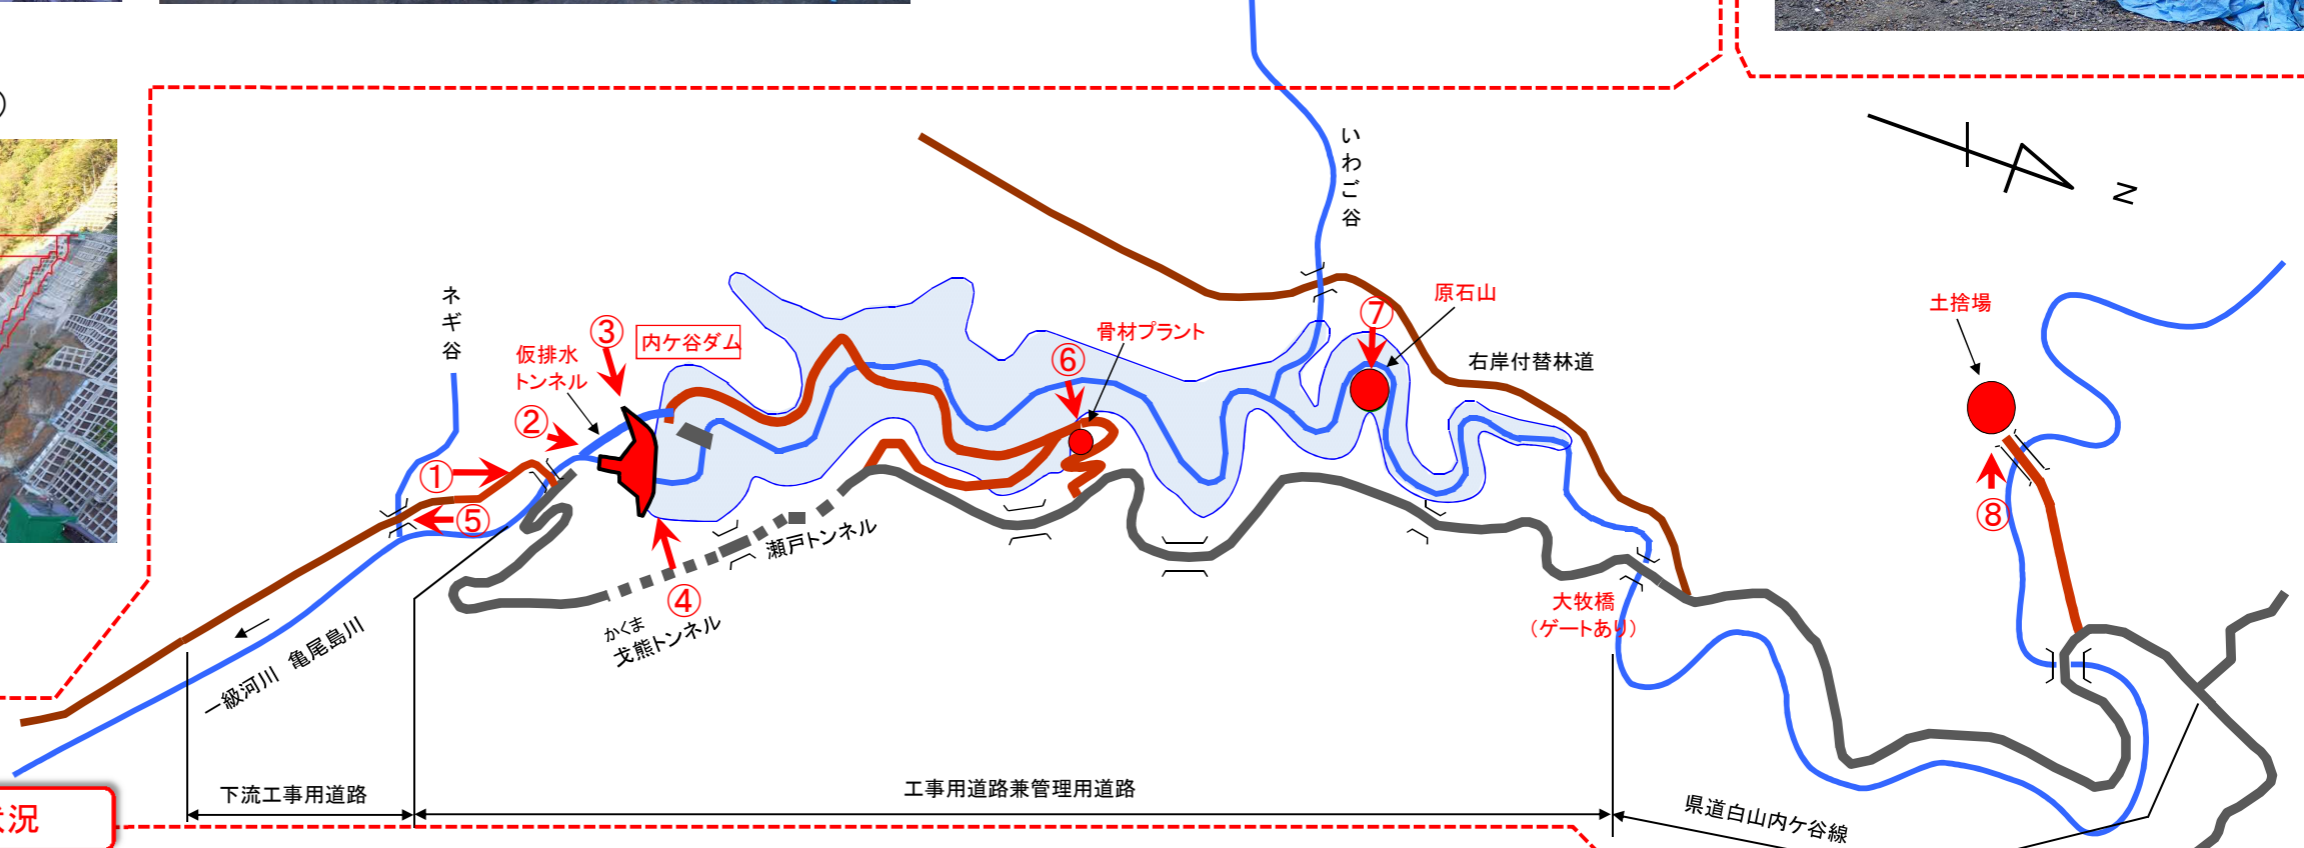 いわご谷
N
ネギ谷
③
内ケ谷ダム
仮排水
トンネル
②
①
⑤
⑥
骨材プラント
⑦
原石山
右岸付替林道
土捨場
⑧
瀬戸トンネル
④
かくま
戈熊トンネル
大牧橋
（ゲートあり）
一級河川 亀尾島川
下流工事用道路
工事用道路兼管理用道路
県道白山内ケ谷線
況